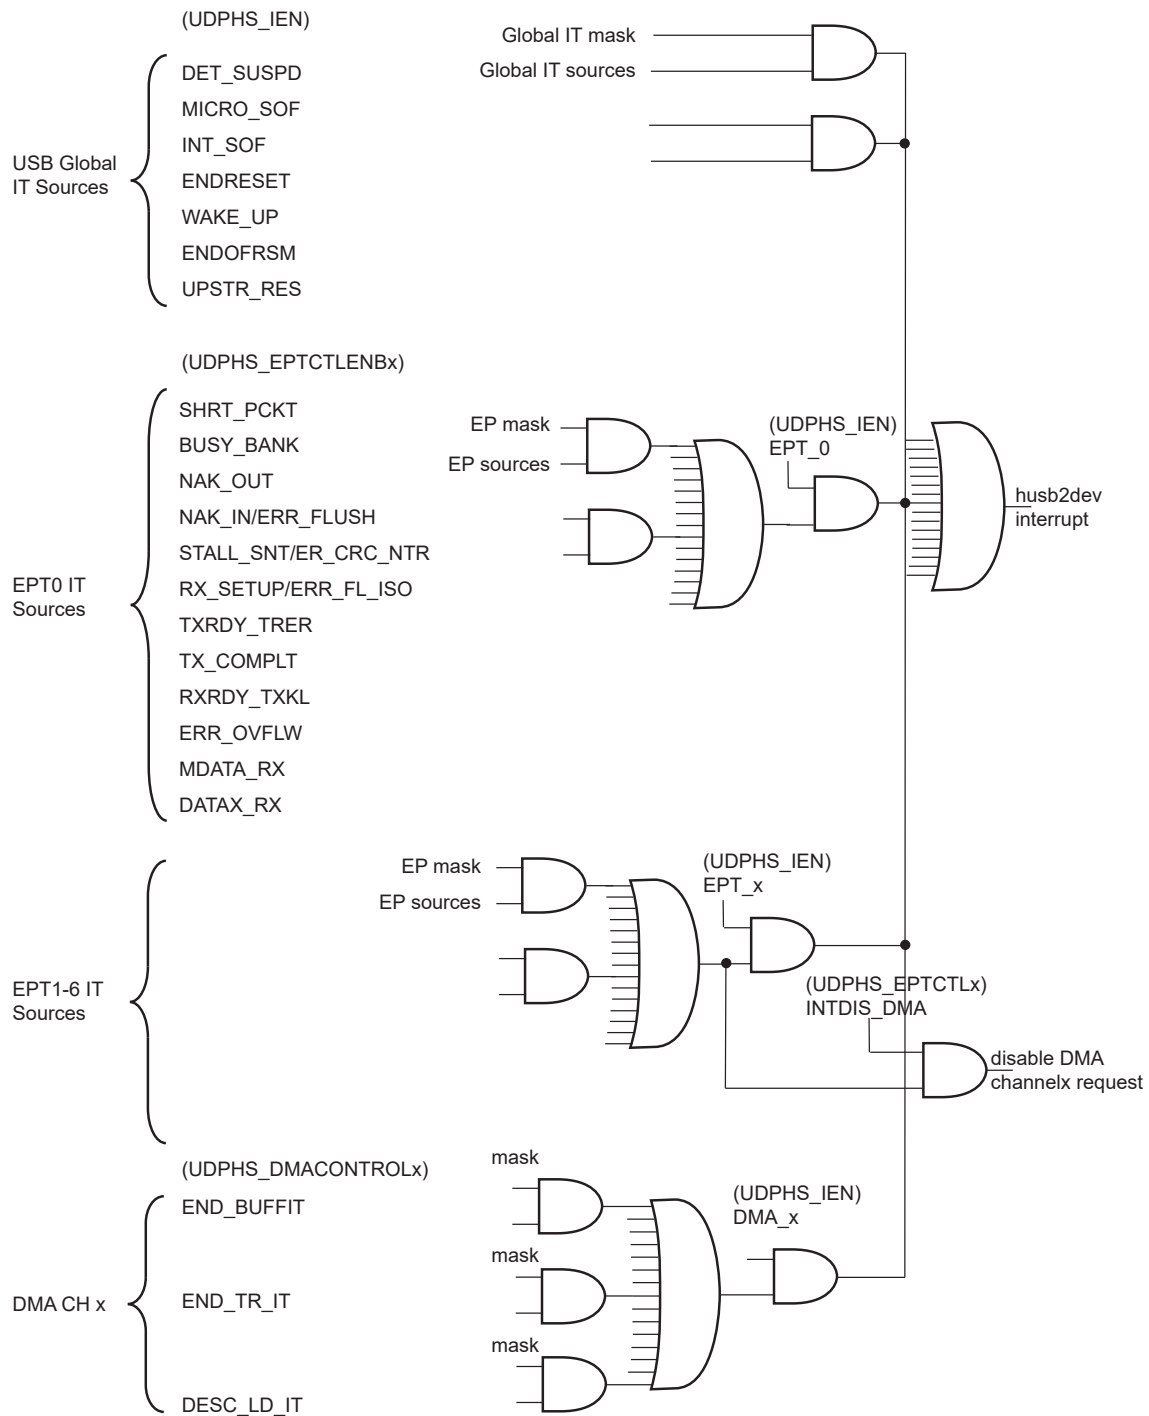 (UDPHS_IEN)
Global IT mask
Global IT sources
USB Global
IT Sources
DET_SUSPD
MICRO_SOF
INT_SOF
ENDRESET
WAKE_UP
ENDOFRSM
UPSTR_RES
(UDPHS_EPTCTLENBx)
EPT0 IT
Sources
SHRT_PCKT
BUSY_BANK
NAK_OUT
NAK_IN/ERR_FLUSH
STALL_SNT/ER_CRC_NTR
RX_SETUP/ERR_FL_ISO
TXRDY_TRER
TX_COMPLT
RXRDY_TXKL
ERR_OVFLW
MDATA_RX
DATAX_RX
EP mask
EP sources
(UDPHS_IEN)
EPT_0
husb2dev
interrupt
EPT1-6 IT
Sources
EP mask
EP sources
(UDPHS_IEN)
EPT_x
(UDPHS_EPTCTLx)
INTDIS_DMA
disable DMA
channelx request
(UDPHS_DMACONTROLx)
DMA CH x
END_BUFFIT
END_TR_IT
DESC_LD_IT
mask
mask
mask
(UDPHS_IEN)
DMA_x